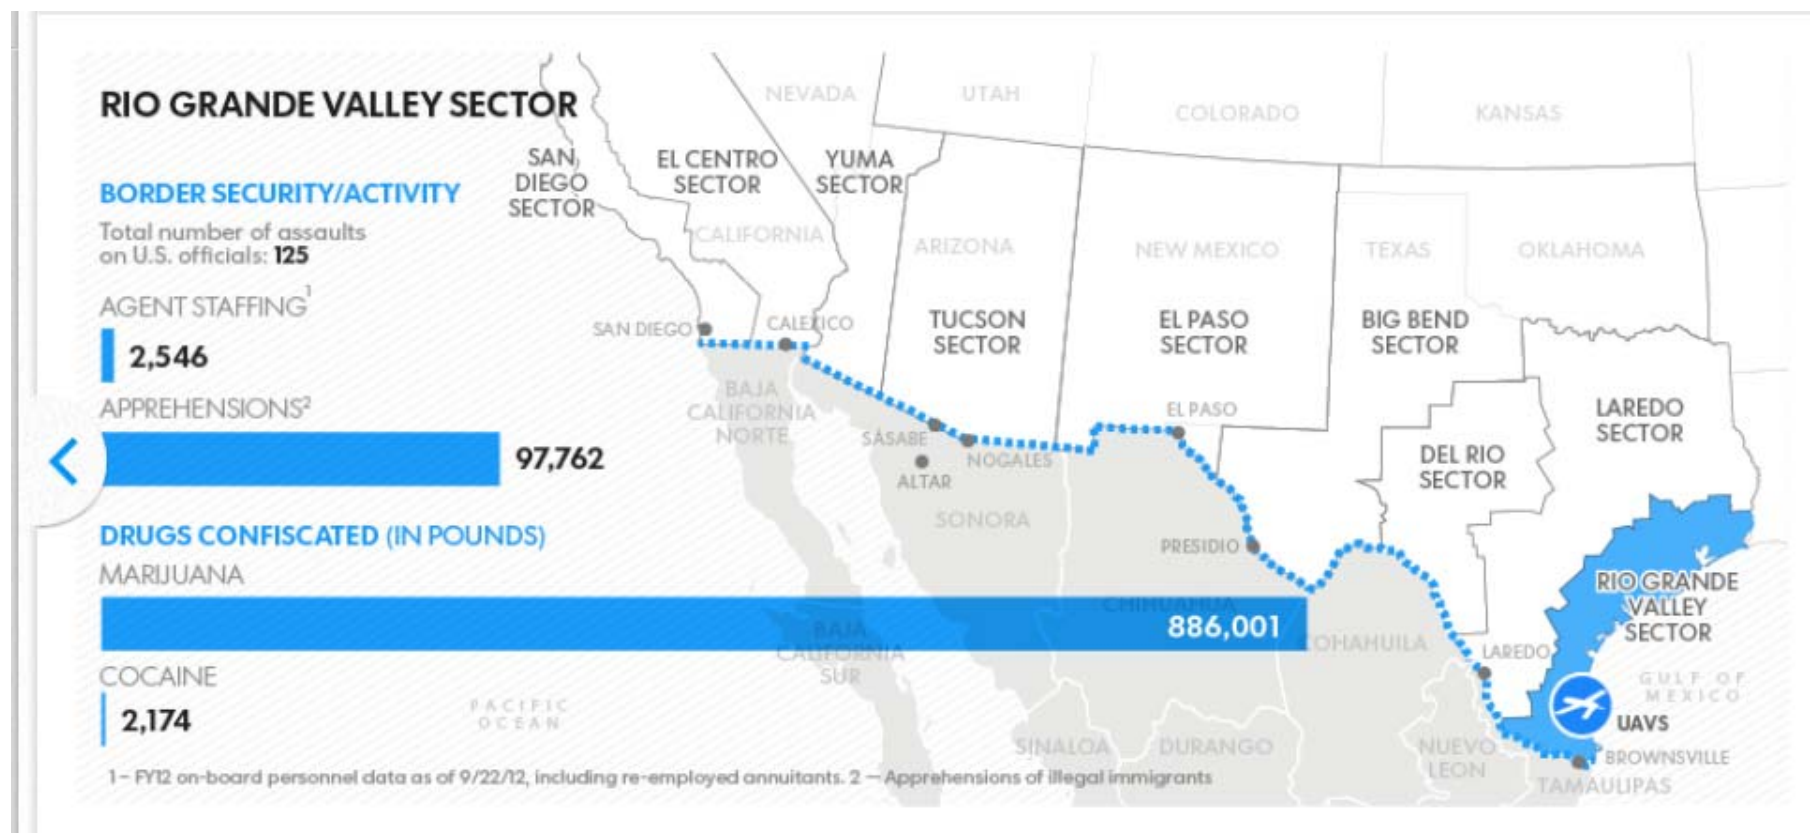 RIO GRANDE VALLEY SECTOR
BORDER SECURITY/ACTIVITY
Total number of assaults
on U.S. officials: 125
AGENT STAFFING¹
2,546
APPREHENSIONS²
97,762
DRUGS CONFISCATED (IN POUNDS)
MARIJUANA
886,001
COCAINE
2,174
1 – FY12 on-board personnel data as of 9/22/12, including re-employed annuitants. 2 — Apprehensions of illegal immigrants
NEVADA
UTAH
COLORADO
KANSAS
SAN
DIEGO
SECTOR
EL CENTRO
SECTOR
YUMA
SECTOR
CALIFORNIA
ARIZONA
NEW MEXICO
TEXAS
OKLAHOMA
TUCSON
SECTOR
EL PASO
SECTOR
BIG BEND
SECTOR
SAN DIEGO
CALEXICO
BAJA
CALIFORNIA
NORTE
SÁSABE
NOGALES
ALTAR
SONORA
EL PASO
LAREDO
SECTOR
DEL RIO
SECTOR
PRESIDIO
CHIHUAHUA
RIO GRANDE
VALLEY
SECTOR
BAJA
CALIFORNIA
SUR
COHAHUILA
LAREDO
GULF OF
MEXICO
PACIFIC
OCEAN
UAVS
SINALOA
DURANGO
NUEVO
LEON
BROWNSVILLE
TAMAULIPAS